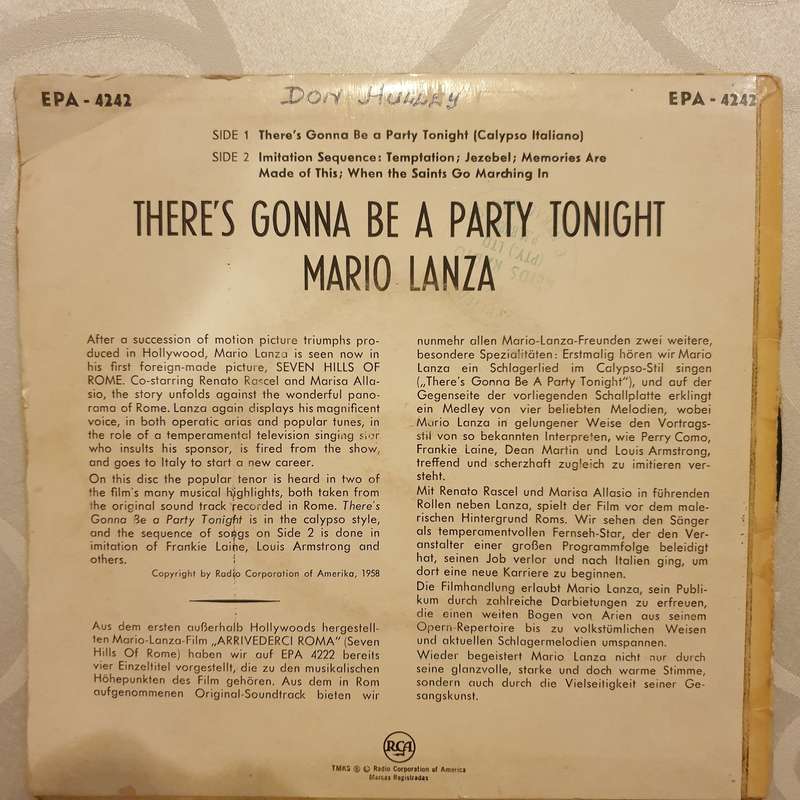 EPA - 4242
Don Hulley
EPA - 4242
SIDE 1 There's Gonna Be a Party Tonight (Calypso Italiano)
SIDE 2 Imitation Sequence: Temptation; Jezebel; Memories Are
Made of This; When the Saints Go Marching In
THERE'S GONNA BE A PARTY TONIGHT
MARIO LANZA
After a succession of motion picture triumphs pro-
duced in Hollywood, Mario Lanza is seen now in
his first foreign-made picture, SEVEN HILLS OF
ROME. Co-starring Renato Rascel and Marisa Alla-
sio, the story unfolds against the wonderful pano-
rama of Rome. Lanza again displays his magnificent
voice, in both operatic arias and popular tunes, in
the role of a temperamental television singing star
who insults his sponsor, is fired from the show,
and goes to Italy to start a new career.
On this disc the popular tenor is heard in two of
the film's many musical highlights, both taken from
the original sound track recorded in Rome. There's
Gonna Be a Party Tonight is in the calypso style,
and the sequence of songs on Side 2 is done in
imitation of Frankie Laine, Louis Armstrong and
others.
Copyright by Radio Corporation of Amerika, 1958
Aus dem ersten außerhalb Hollywoods hergestell-
ten Mario-Lanza-Film „ARRIVEDERCI ROMA" (Seven
Hills Of Rome) haben wir auf EPA 4222 bereits
vier Einzeltitel vorgestellt, die zu den musikalischen
Höhepunkten des Film gehören. Aus dem in Rom
aufgenommenen Original-Soundtrack bieten wir
nunmehr allen Mario-Lanza-Freunden zwei weitere,
besondere Spezialitäten: Erstmalig hören wir Mario
Lanza ein Schlagerlied im Calypso-Stil singen
(„There's Gonna Be A Party Tonight"), und auf der
Gegenseite der vorliegenden Schallplatte erklingt
ein Medley von vier beliebten Melodien, wobei
Mario Lanza in gelungener Weise den Vortrags-
stil von so bekannten Interpreten, wie Perry Como,
Frankie Laine, Dean Martin und Louis Armstrong,
treffend und scherzhaft zugleich zu imitieren ver-
steht.
Mit Renato Rascel und Marisa Allasio in führenden
Rollen neben Lanza, spielt der Film vor dem male-
rischen Hintergrund Roms. Wir sehen den Sänger
als temperamentvollen Fernseh-Star, der den Ver-
anstalter einer großen Programmfolge beleidigt
hat, seinen Job verlor und nach Italien ging, um
dort eine neue Karriere zu beginnen.
Die Filmhandlung erlaubt Mario Lanza, sein Publi-
kum durch zahlreiche Darbietungen zu erfreuen,
die einen weiten Bogen von Arien aus seinem
Opern-Repertoire bis zu volkstümlichen Weisen
und aktuellen Schlagermelodien umspannen.
Wieder begeistert Mario Lanza nicht nur durch
seine glanzvolle, starke und doch warme Stimme,
sondern auch durch die Vielseitigkeit seiner Ge-
sangskunst.
RCA
TMKS ® © Radio Corporation of America
Marcas Registradas
(PTY) LTD